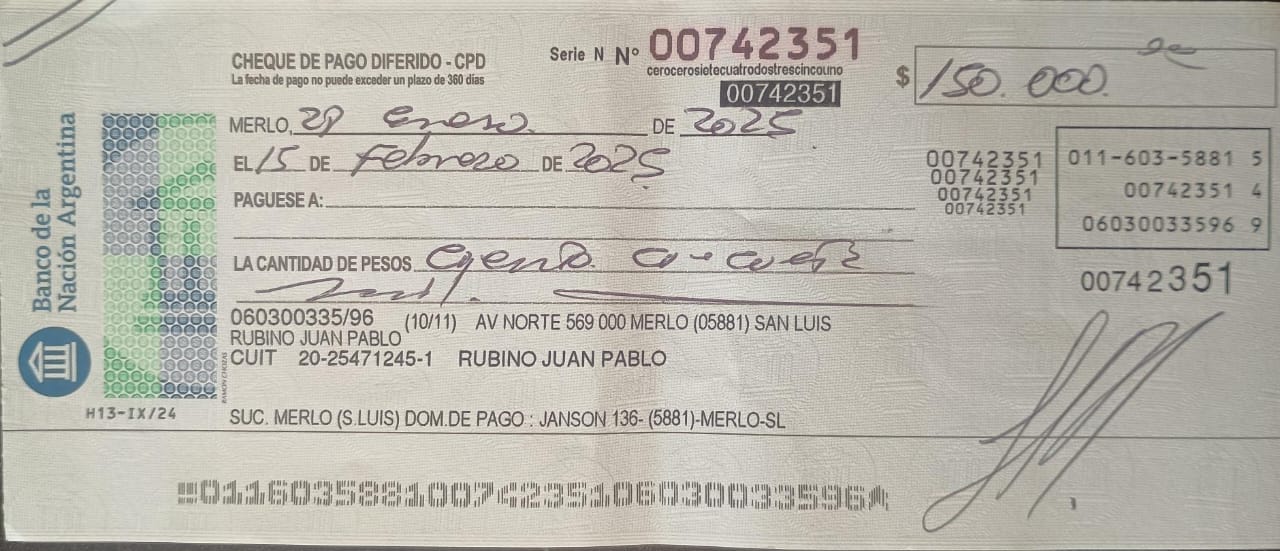 CHEQUE DE PAGO DIFERIDO - CPD
La fecha de pago no puede exceder un plazo de 360 días
Serie N Nº 00742351
cerocerosietecuatrodostrescincouno
00742351
$ 150.000.
MERLO, enero. DE 2025
EL 15 DE Febrero DE 2025
PAGUESE A:
LA CANTIDAD DE PESOS
00742351
00742351
00742351
00742351
011-603-5881 5
00742351 4
06030033596 9
00742351
060300335/96 (10/11) AV NORTE 569 000 MERLO (05881) SAN LUIS
RUBINO JUAN PABLO
CUIT 20-25471245-1 RUBINO JUAN PABLO
SUC. MERLO (S.LUIS) DOM.DE PAGO : JANSON 136- (5881)-MERLO-SL
Banco de la
Nación Argentina
H13-IX/24
01160358810074235106030033596